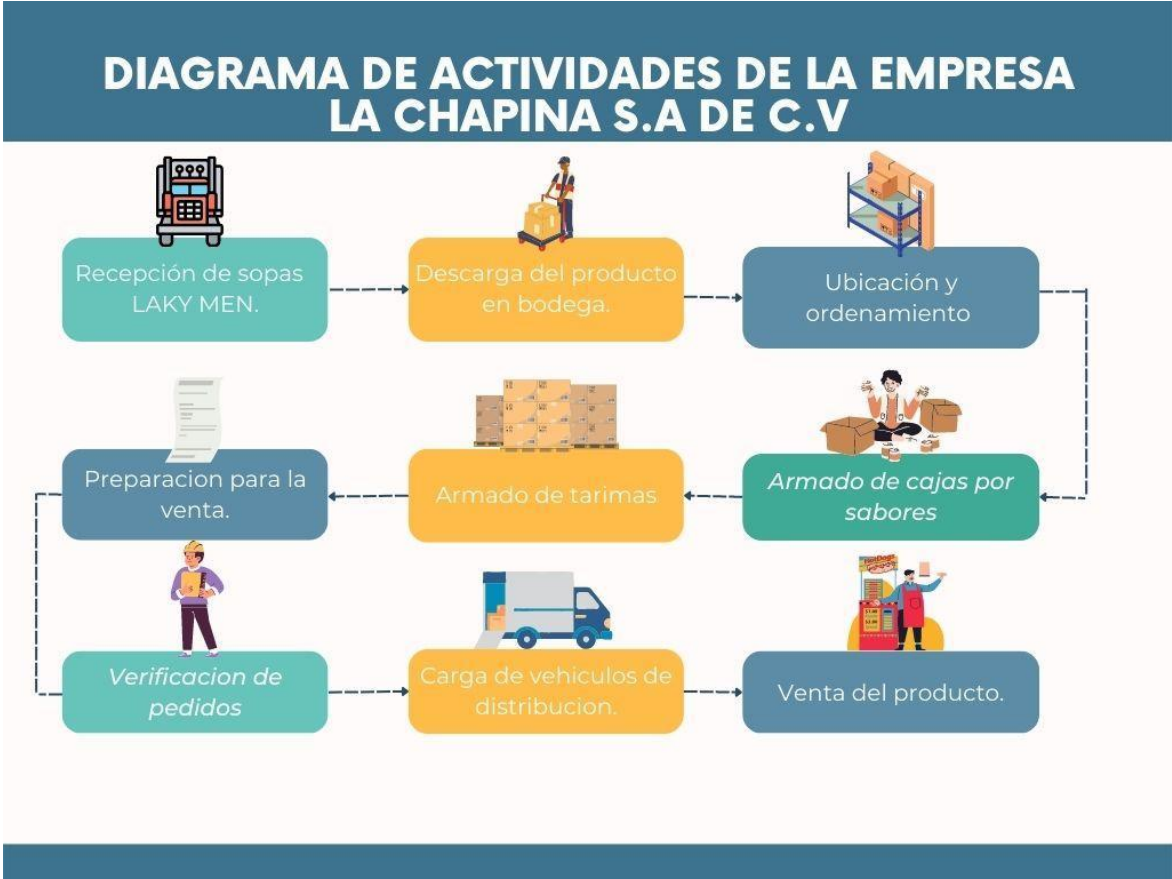 DIAGRAMA DE ACTIVIDADES DE LA EMPRESA
LA CHAPINA S.A DE C.V
Recepción de sopas
LAKY MEN.
Descarga del producto
en bodega.
Ubicación y
ordenamiento
Armado de cajas por
sabores
Armado de tarimas
Preparacion para la
venta.
Verificacion de
pedidos
Carga de vehiculos de
distribucion.
Venta del producto.